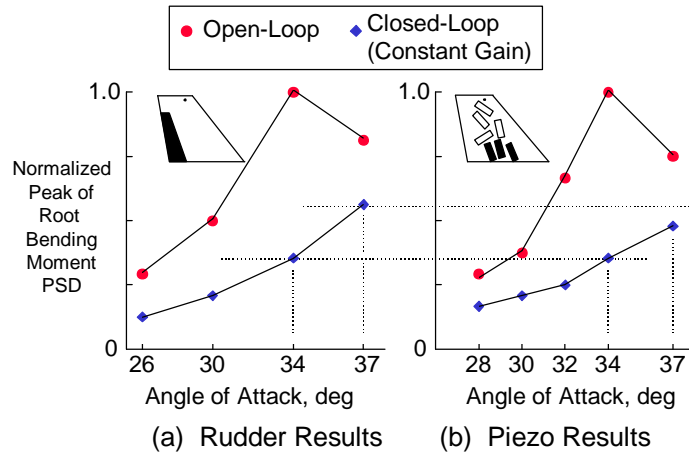 Open-Loop
Closed-Loop
(Constant Gain)
Normalized
Peak of
Root
Bending
Moment
PSD
1.0
0
26 30 34 37
Angle of Attack, deg
(a) Rudder Results
1.0
0
28 30 32 34 37
Angle of Attack, deg
(b) Piezo Results